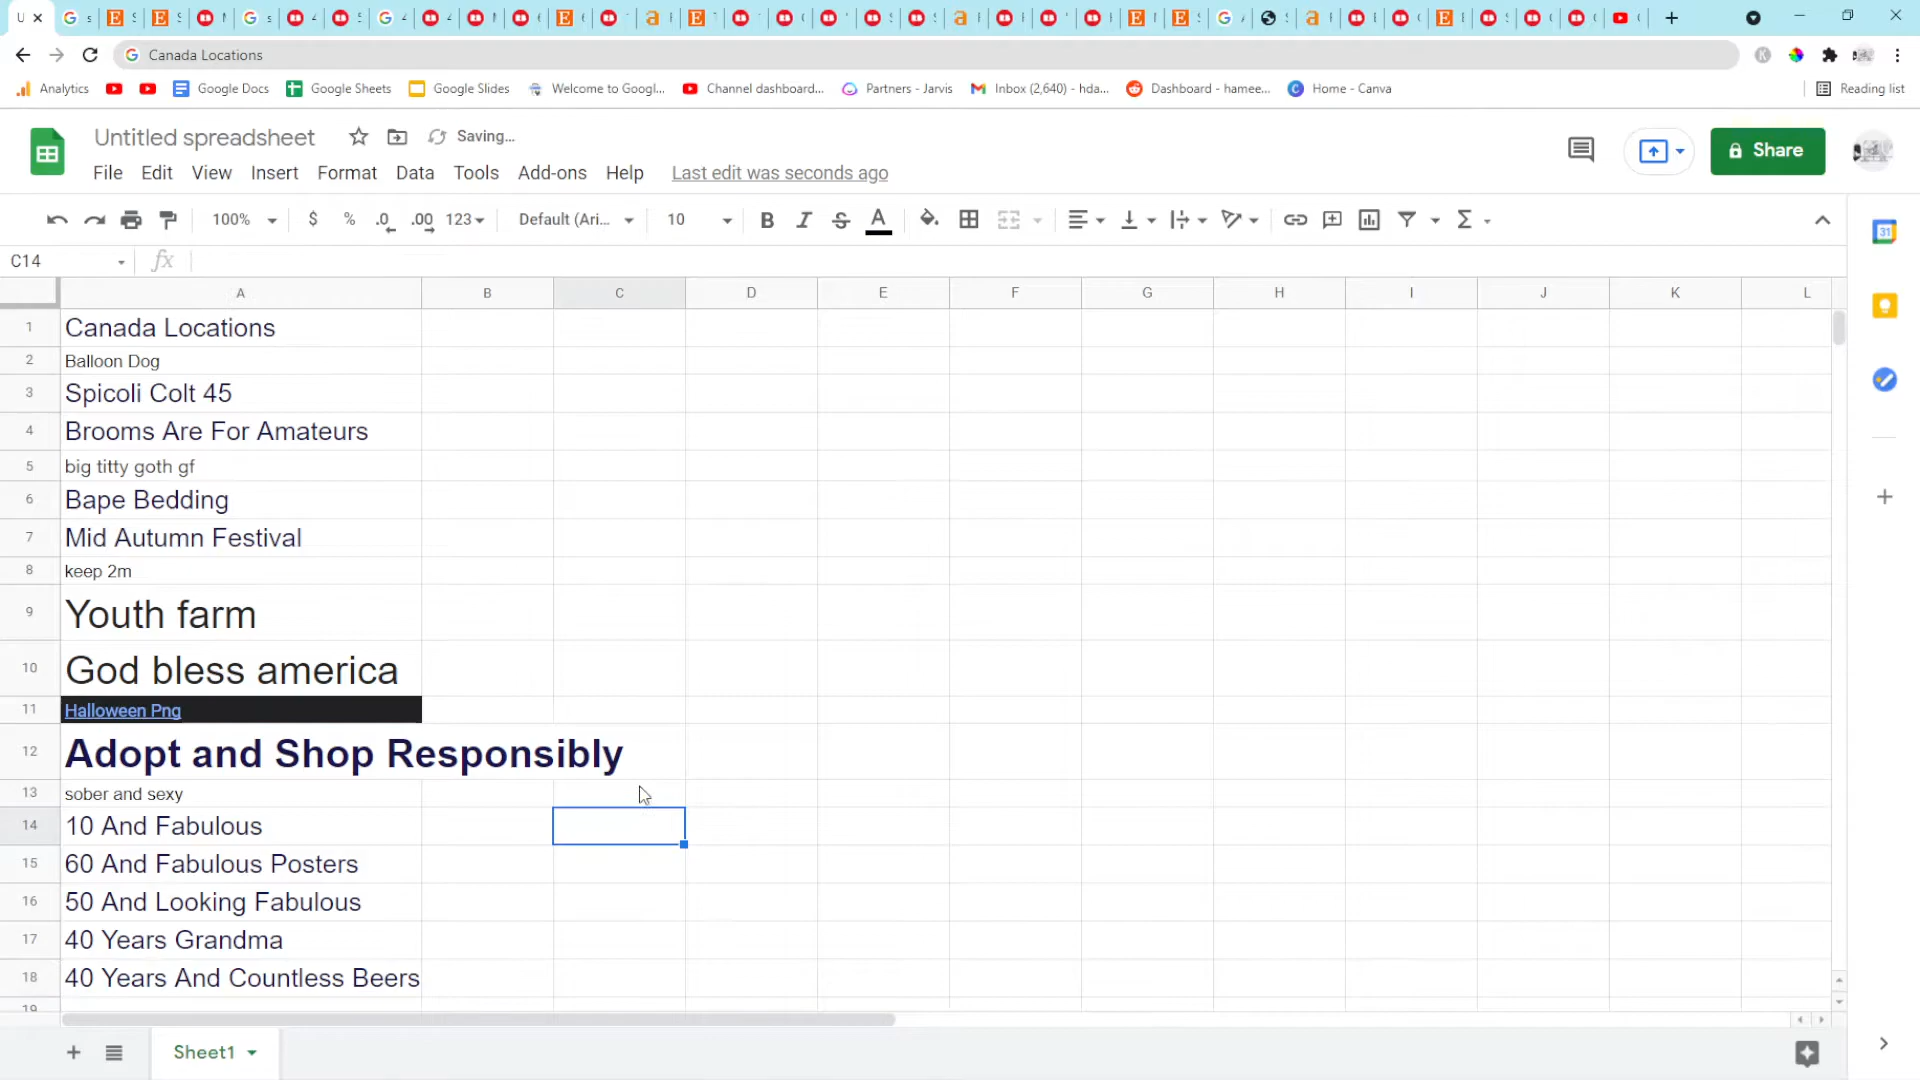 Canada Locations
Analytics
Google Docs
Google Sheets
Google Slides
Welcome to Googl...
Channel dashboard...
Partners - Jarvis
Inbox (2,640) - hda...
Dashboard - hamee...
Home - Canva
Reading list
Untitled spreadsheet
Saving...
Share
File Edit View Insert Format Data Tools Add-ons Help Last edit was seconds ago
100% $ % .0 .00 123 Default (Ari... 10 B I S A
C14 fx
A B C D E F G H I J K L
1 Canada Locations
2 Balloon Dog
3 Spicoli Colt 45
4 Brooms Are For Amateurs
5 big titty goth gf
6 Bape Bedding
7 Mid Autumn Festival
8 keep 2m
9 Youth farm
10 God bless america
11 Halloween Png
12 Adopt and Shop Responsibly
13 sober and sexy
14 10 And Fabulous
15 60 And Fabulous Posters
16 50 And Looking Fabulous
17 40 Years Grandma
18 40 Years And Countless Beers
19
Sheet1